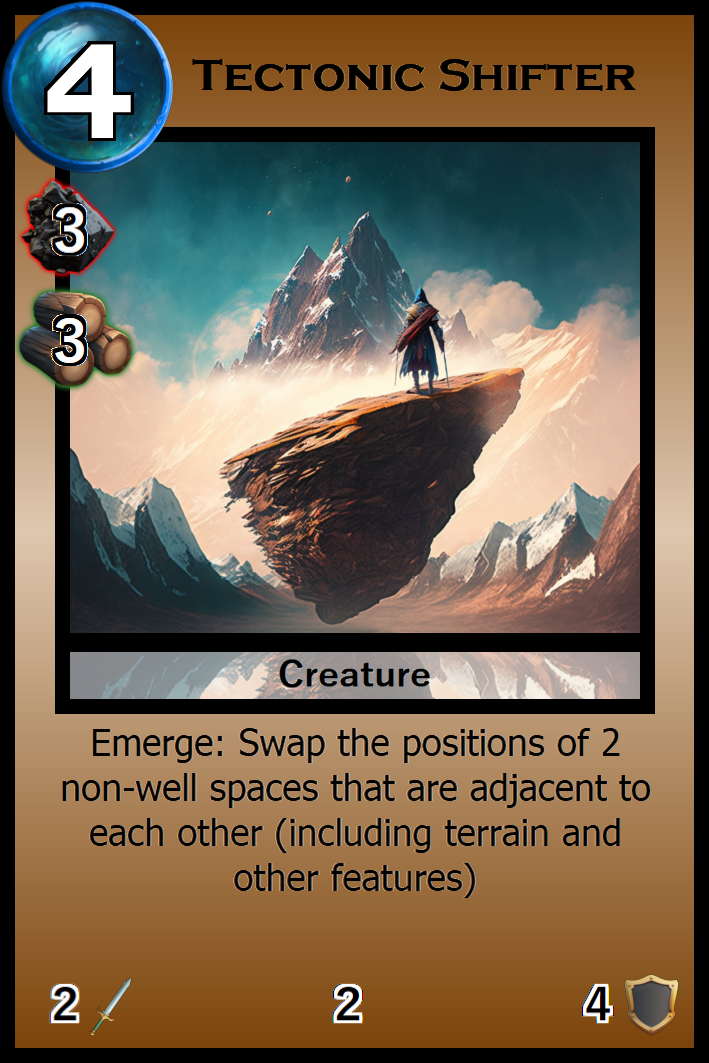 4
Tectonic Shifter
3
3
Creature
Emerge: Swap the positions of 2
non-well spaces that are adjacent to
each other (including terrain and
other features)
2 2 4